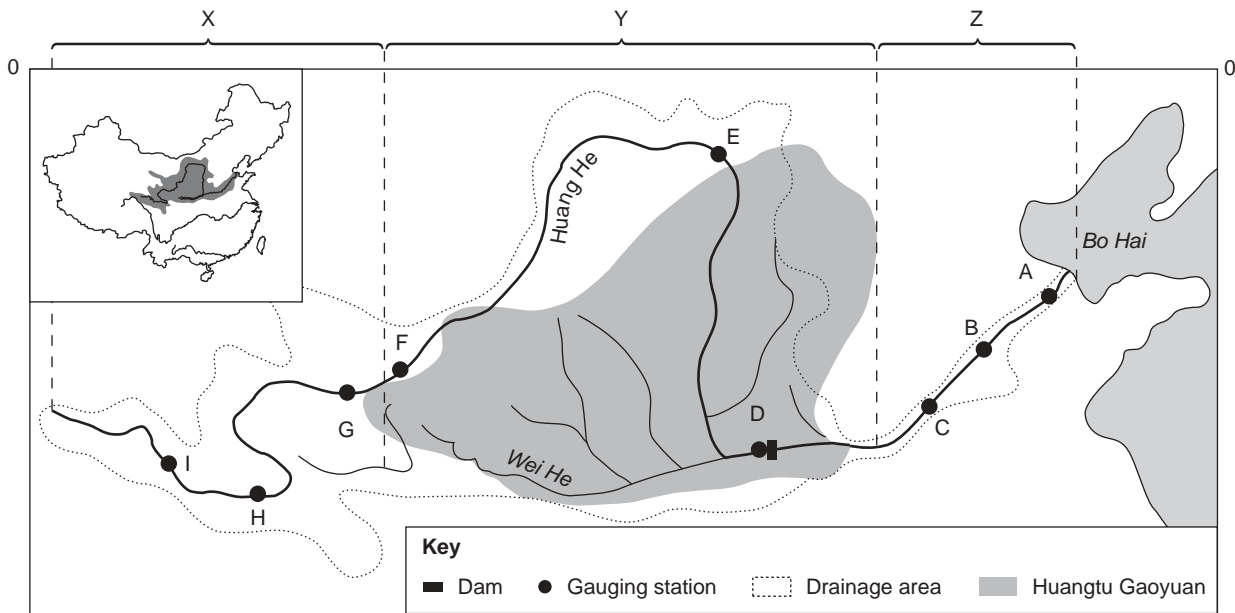 X
Y
Z
0
0
E
Huang He
Bo Hai
A
F
B
D
C
G
I
Wei He
H
Key
Dam
Gauging station
Drainage area
Huangtu Gaoyuan